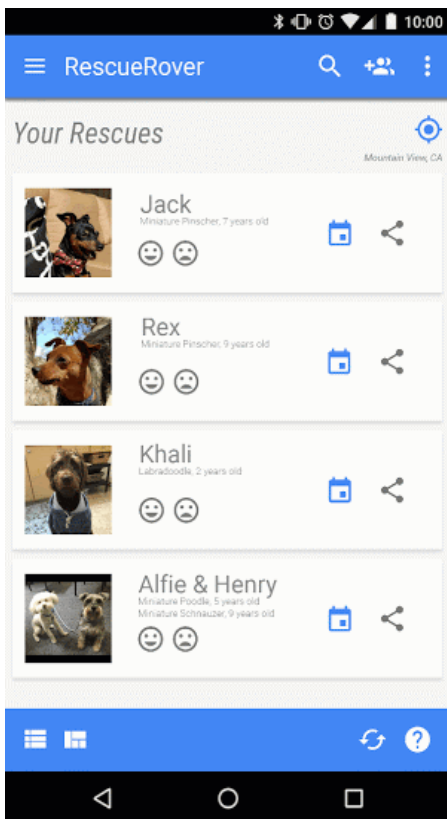 10:00
RescueRover
Your Rescues
Mountain View, CA
Jack
Miniature Pinscher, 7 years old
Rex
Miniature Pinscher, 9 years old
Khali
Labradoodle, 2 years old
Alfie & Henry
Miniature Poodle, 5 years old
Miniature Schnauzer, 9 years old